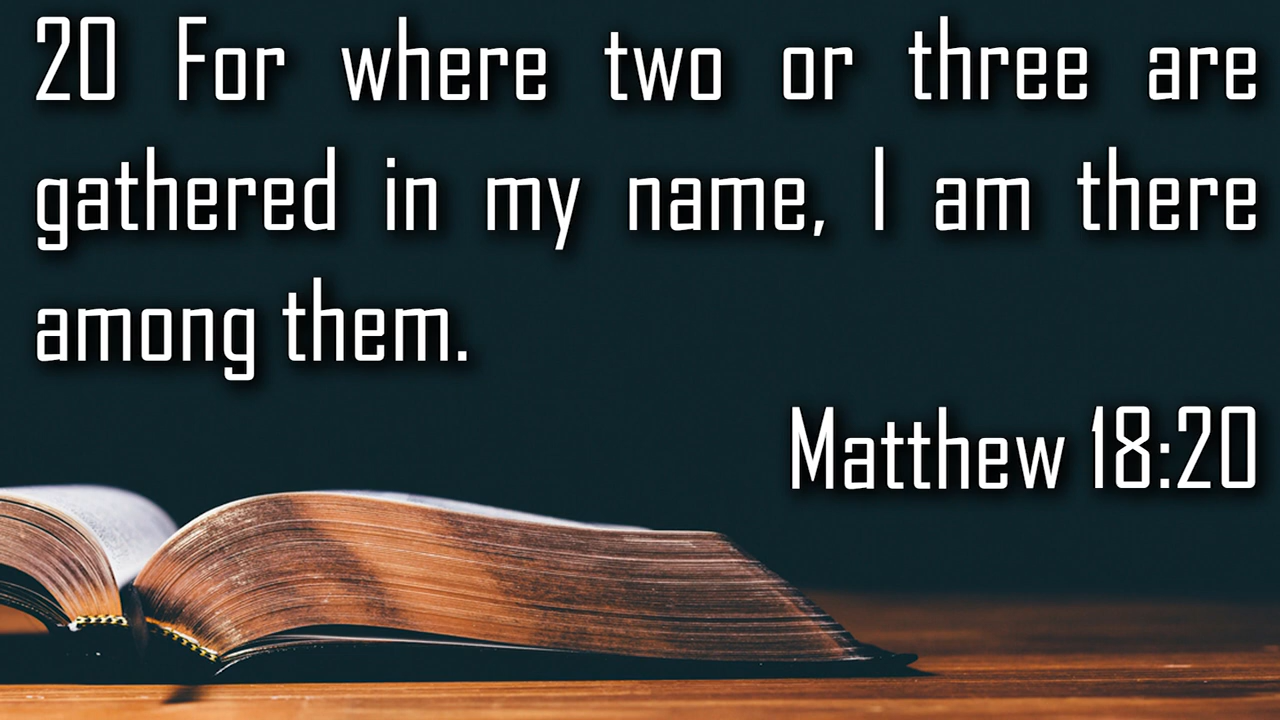 20 For where two or three are
gathered in my name, I am there
among them.
Matthew 18:20